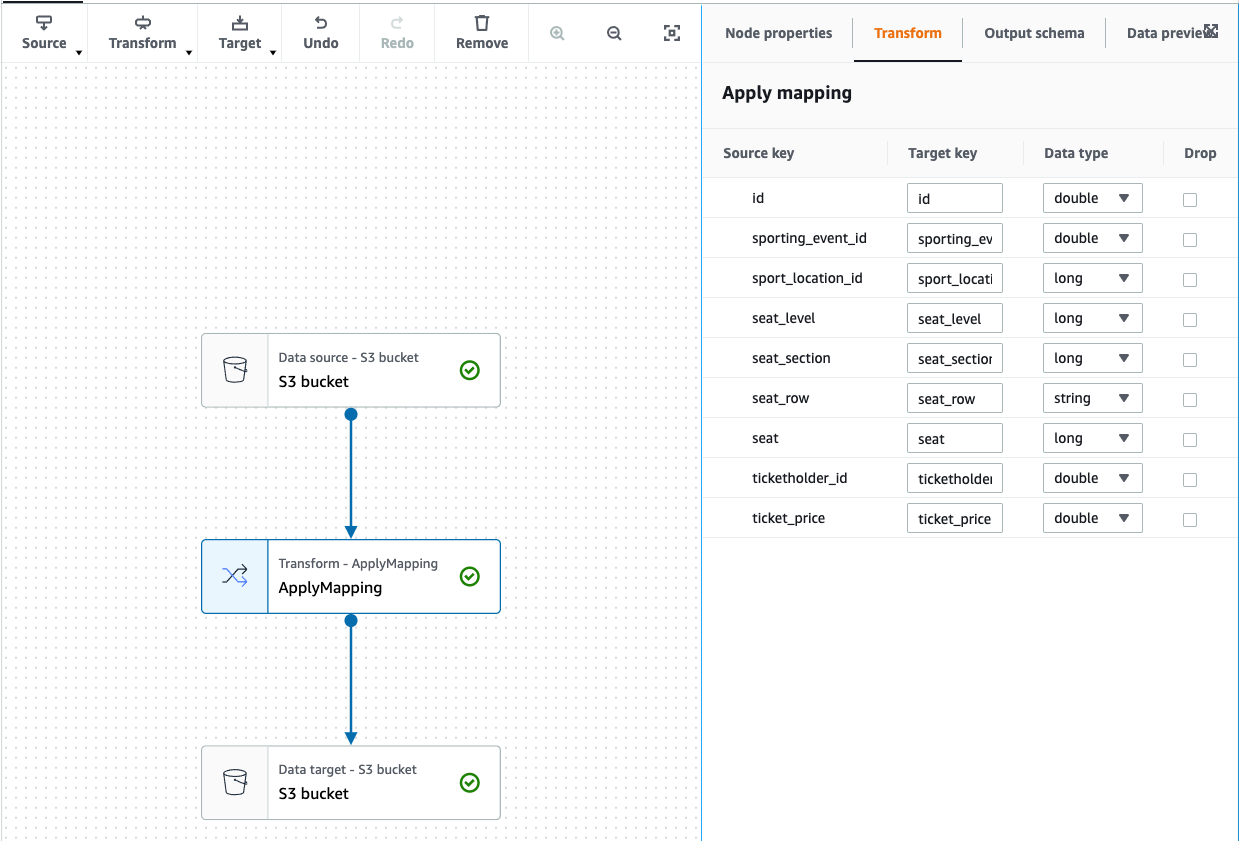 Source Transform Target Undo Redo Remove
Node properties Transform Output schema Data preview
Apply mapping
Source key Target key Data type Drop
id id double
sporting_event_id sporting_ev double
sport_location_id sport_locati long
seat_level seat_level long
seat_section seat_section long
seat_row seat_row string
seat seat long
ticketholder_id ticketholder double
ticket_price ticket_price double
Data source - S3 bucket
S3 bucket
Transform - ApplyMapping
ApplyMapping
Data target - S3 bucket
S3 bucket